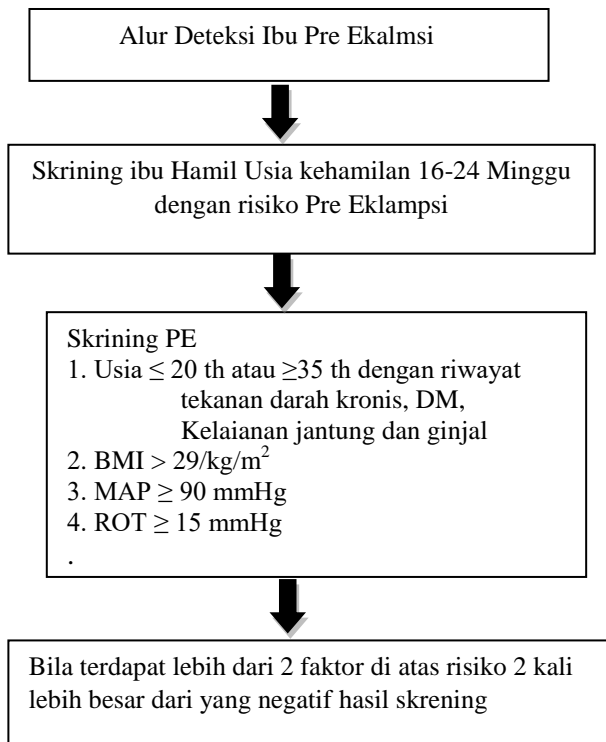 Alur Deteksi Ibu Pre Ekalmsi
Skrining ibu Hamil Usia kehamilan 16-24 Minggu
dengan risiko Pre Eklampsi
Skrining PE
1. Usia ≤ 20 th atau ≥35 th dengan riwayat
tekanan darah kronis, DM,
Kelaianan jantung dan ginjal
2. BMI > 29/kg/m²
3. MAP ≥ 90 mmHg
4. ROT ≥ 15 mmHg
.
Bila terdapat lebih dari 2 faktor di atas risiko 2 kali
lebih besar dari yang negatif hasil skrening